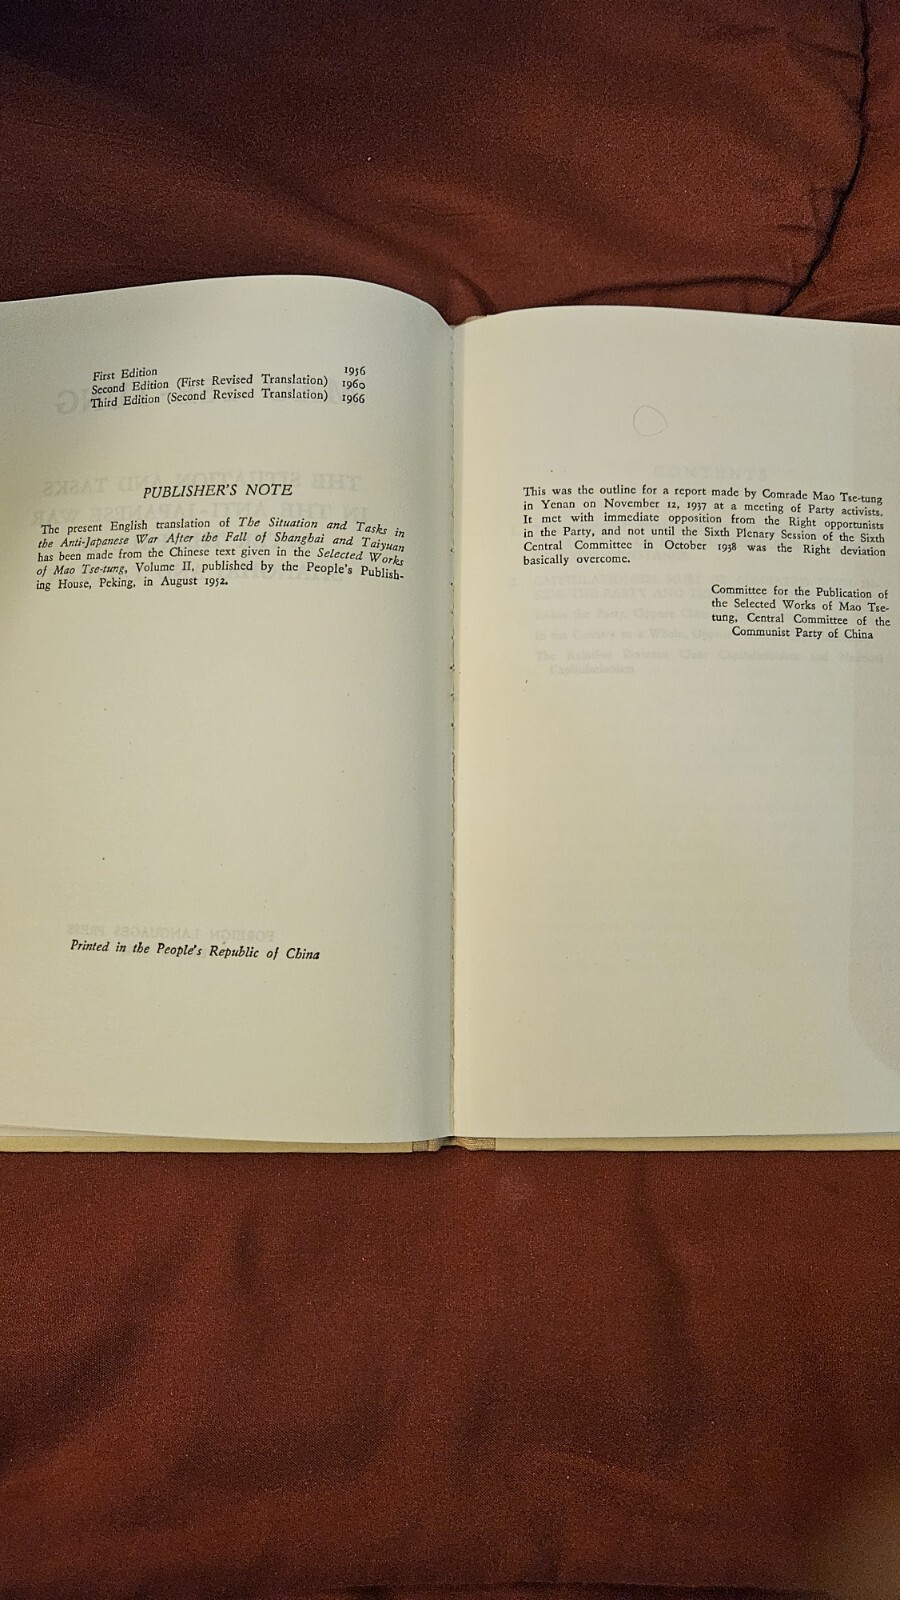 First Edition 1956
Second Edition (First Revised Translation) 1960
Third Edition (Second Revised Translation) 1966
PUBLISHER'S NOTE
The present English translation of The Situation and Tasks in
the Anti-Japanese War After the Fall of Shanghai and Taiyuan
has been made from the Chinese text given in the Selected Works
of Mao Tse-tung, Volume II, published by the People's Publish-
ing House, Peking, in August 1952.
Printed in the People's Republic of China
This was the outline for a report made by Comrade Mao Tse-tung
in Yenan on November 12, 1937 at a meeting of Party activists.
It met with immediate opposition from the Right opportunists
in the Party, and not until the Sixth Plenary Session of the Sixth
Central Committee in October 1938 was the Right deviation
basically overcome.
Committee for the Publication of
the Selected Works of Mao Tse-
tung, Central Committee of the
Communist Party of China